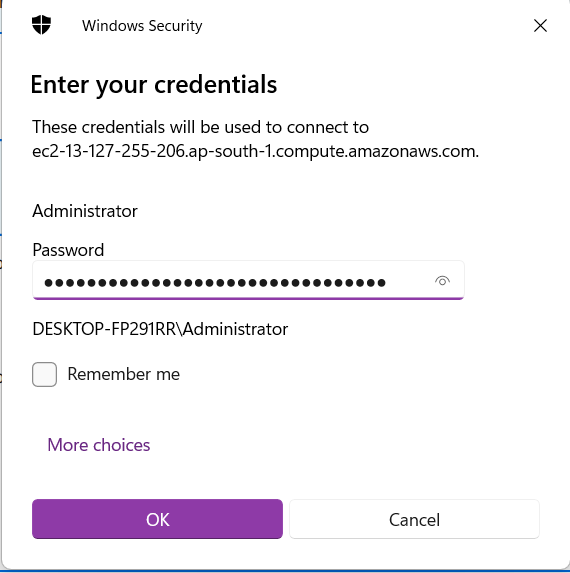 Windows Security
Enter your credentials
These credentials will be used to connect to
ec2-13-127-255-206.ap-south-1.compute.amazonaws.com.
Administrator
Password
●●●●●●●●●●●●●●●●●●●●●●●●●●●●●●●●
DESKTOP-FP291RR\Administrator
Remember me
More choices
OK
Cancel